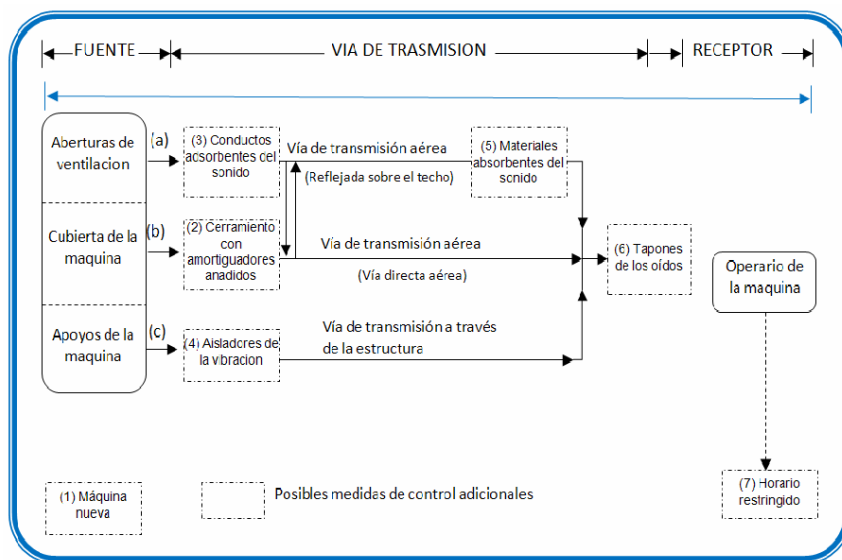 FUENTE
VIA DE TRASMISION
RECEPTOR
Aberturas de
ventilacion
(a)
(3) Conductos
adsorbentes del
sonido
Vía de transmisión aérea
(Reflejada sobre el techo)
(5) Materiales
absorbentes del
sonido
Cubierta de la
maquina
(b)
(2) Cerramiento
con
amortiguadores
anadidos
Vía de transmisión aérea
(Vía directa aérea)
(6) Tapones
de los oídos
Operario de
la maquina
Apoyos de la
maquina
(c)
(4) Aisladores de
la vibracion
Vía de transmisión a través
de la estructura
(1) Máquina
nueva
Posibles medidas de control adicionales
(7) Horario
restringido